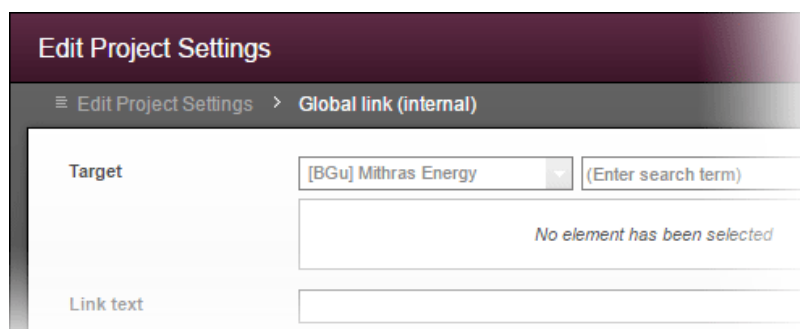 Edit Project Settings
Edit Project Settings > Global link (internal)
Target [BGu] Mithras Energy (Enter search term)
No element has been selected
Link text